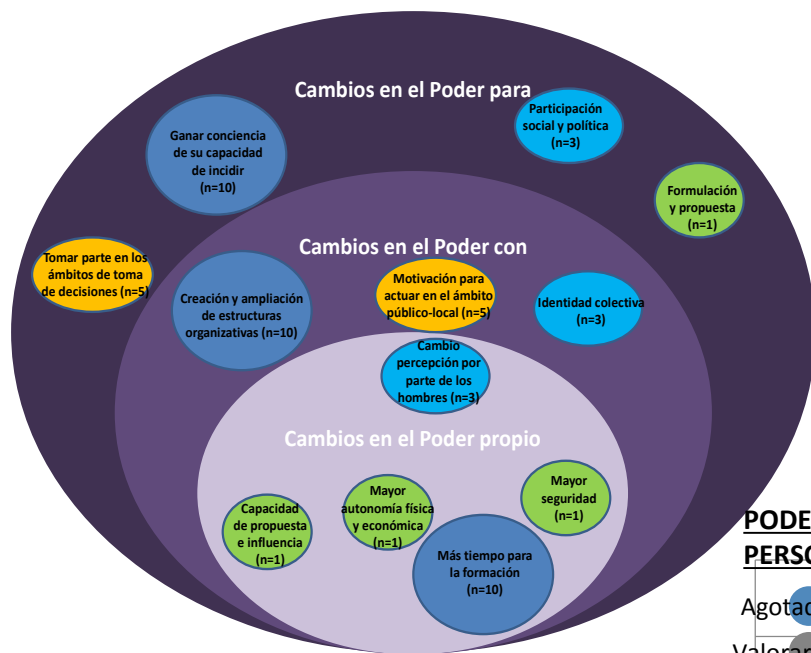 Cambios en el Poder para
Participación
social y política
(n=3)
Ganar conciencia
de su capacidad
de incidir
(n=10)
Formulación
y propuesta
(n=1)
Cambios en el Poder con
Tomar parte en los
ámbitos de toma
de decisiones (n=5)
Creación y ampliación
de estructuras
organizativas (n=10)
Motivación para
actuar en el ámbito
público-local (n=5)
Identidad colectiva
(n=3)
Cambio
percepción por
parte de los
hombres (n=3)
Cambios en el Poder propio
Capacidad
de propuesta
e influencia
(n=1)
Mayor
autonomía física
y económica
(n=1)
Mayor
seguridad
(n=1)
Más tiempo para
la formación
(n=10)
PODE
PERSO
Agotad